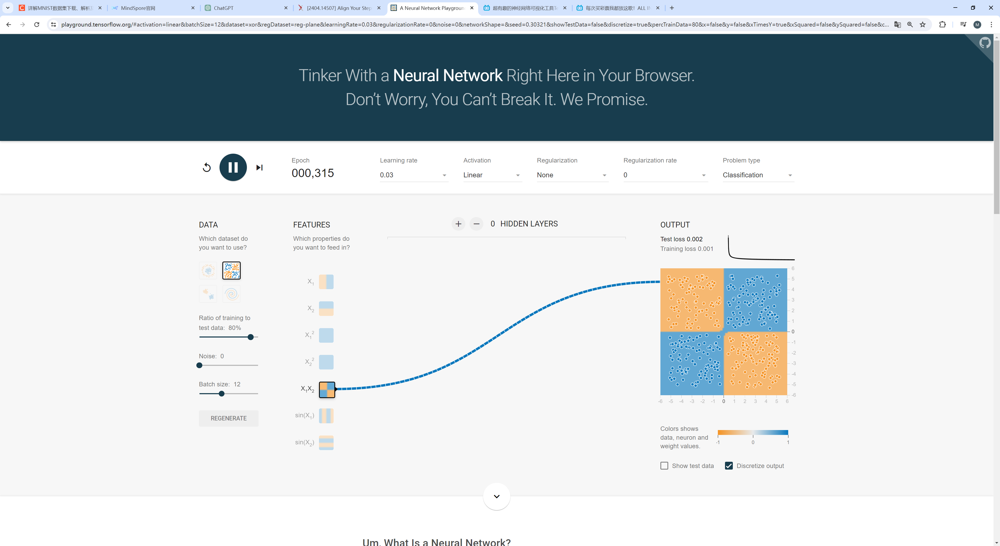 详解MNIST数据集下载、解析及
MindSpore官网
ChatGPT
[2404.14507] Align Your Step
A Neural Network Playground
超有趣的神经网络可视化工具Te
每次买彩票我都放这歌！ALL IN
playground.tensorflow.org/#activation=linear&batchSize=12&dataset=xor&regDataset=reg-plane&learningRate=0.03&regularizationRate=0&noise=0&networkShape=&seed=0.30321&showTestData=false&discretize=true&percTrainData=80&x=false&y=false&xTimesY=true&xSquared=false&ySquared=false&c...
M
Tinker With a Neural Network Right Here in Your Browser.
Don’t Worry, You Can’t Break It. We Promise.
Epoch
000,315
Learning rate
0.03
Activation
Linear
Regularization
None
Regularization rate
0
Problem type
Classification
DATA
Which dataset do
you want to use?
Ratio of training to
test data: 80%
Noise: 0
Batch size: 12
REGENERATE
FEATURES
Which properties do
you want to feed in?
X1
X2
X1²
X2²
X1X2
sin(X1)
sin(X2)
0 HIDDEN LAYERS
OUTPUT
Test loss 0.002
Training loss 0.001
6
5
4
3
2
1
0
-1
-2
-3
-4
-5
-6
-6 -5 -4 -3 -2 -1 0 1 2 3 4 5 6
Colors shows
data, neuron and
weight values.
-1 0 1
Show test data
Discretize output
Um, What Is a Neural Network?